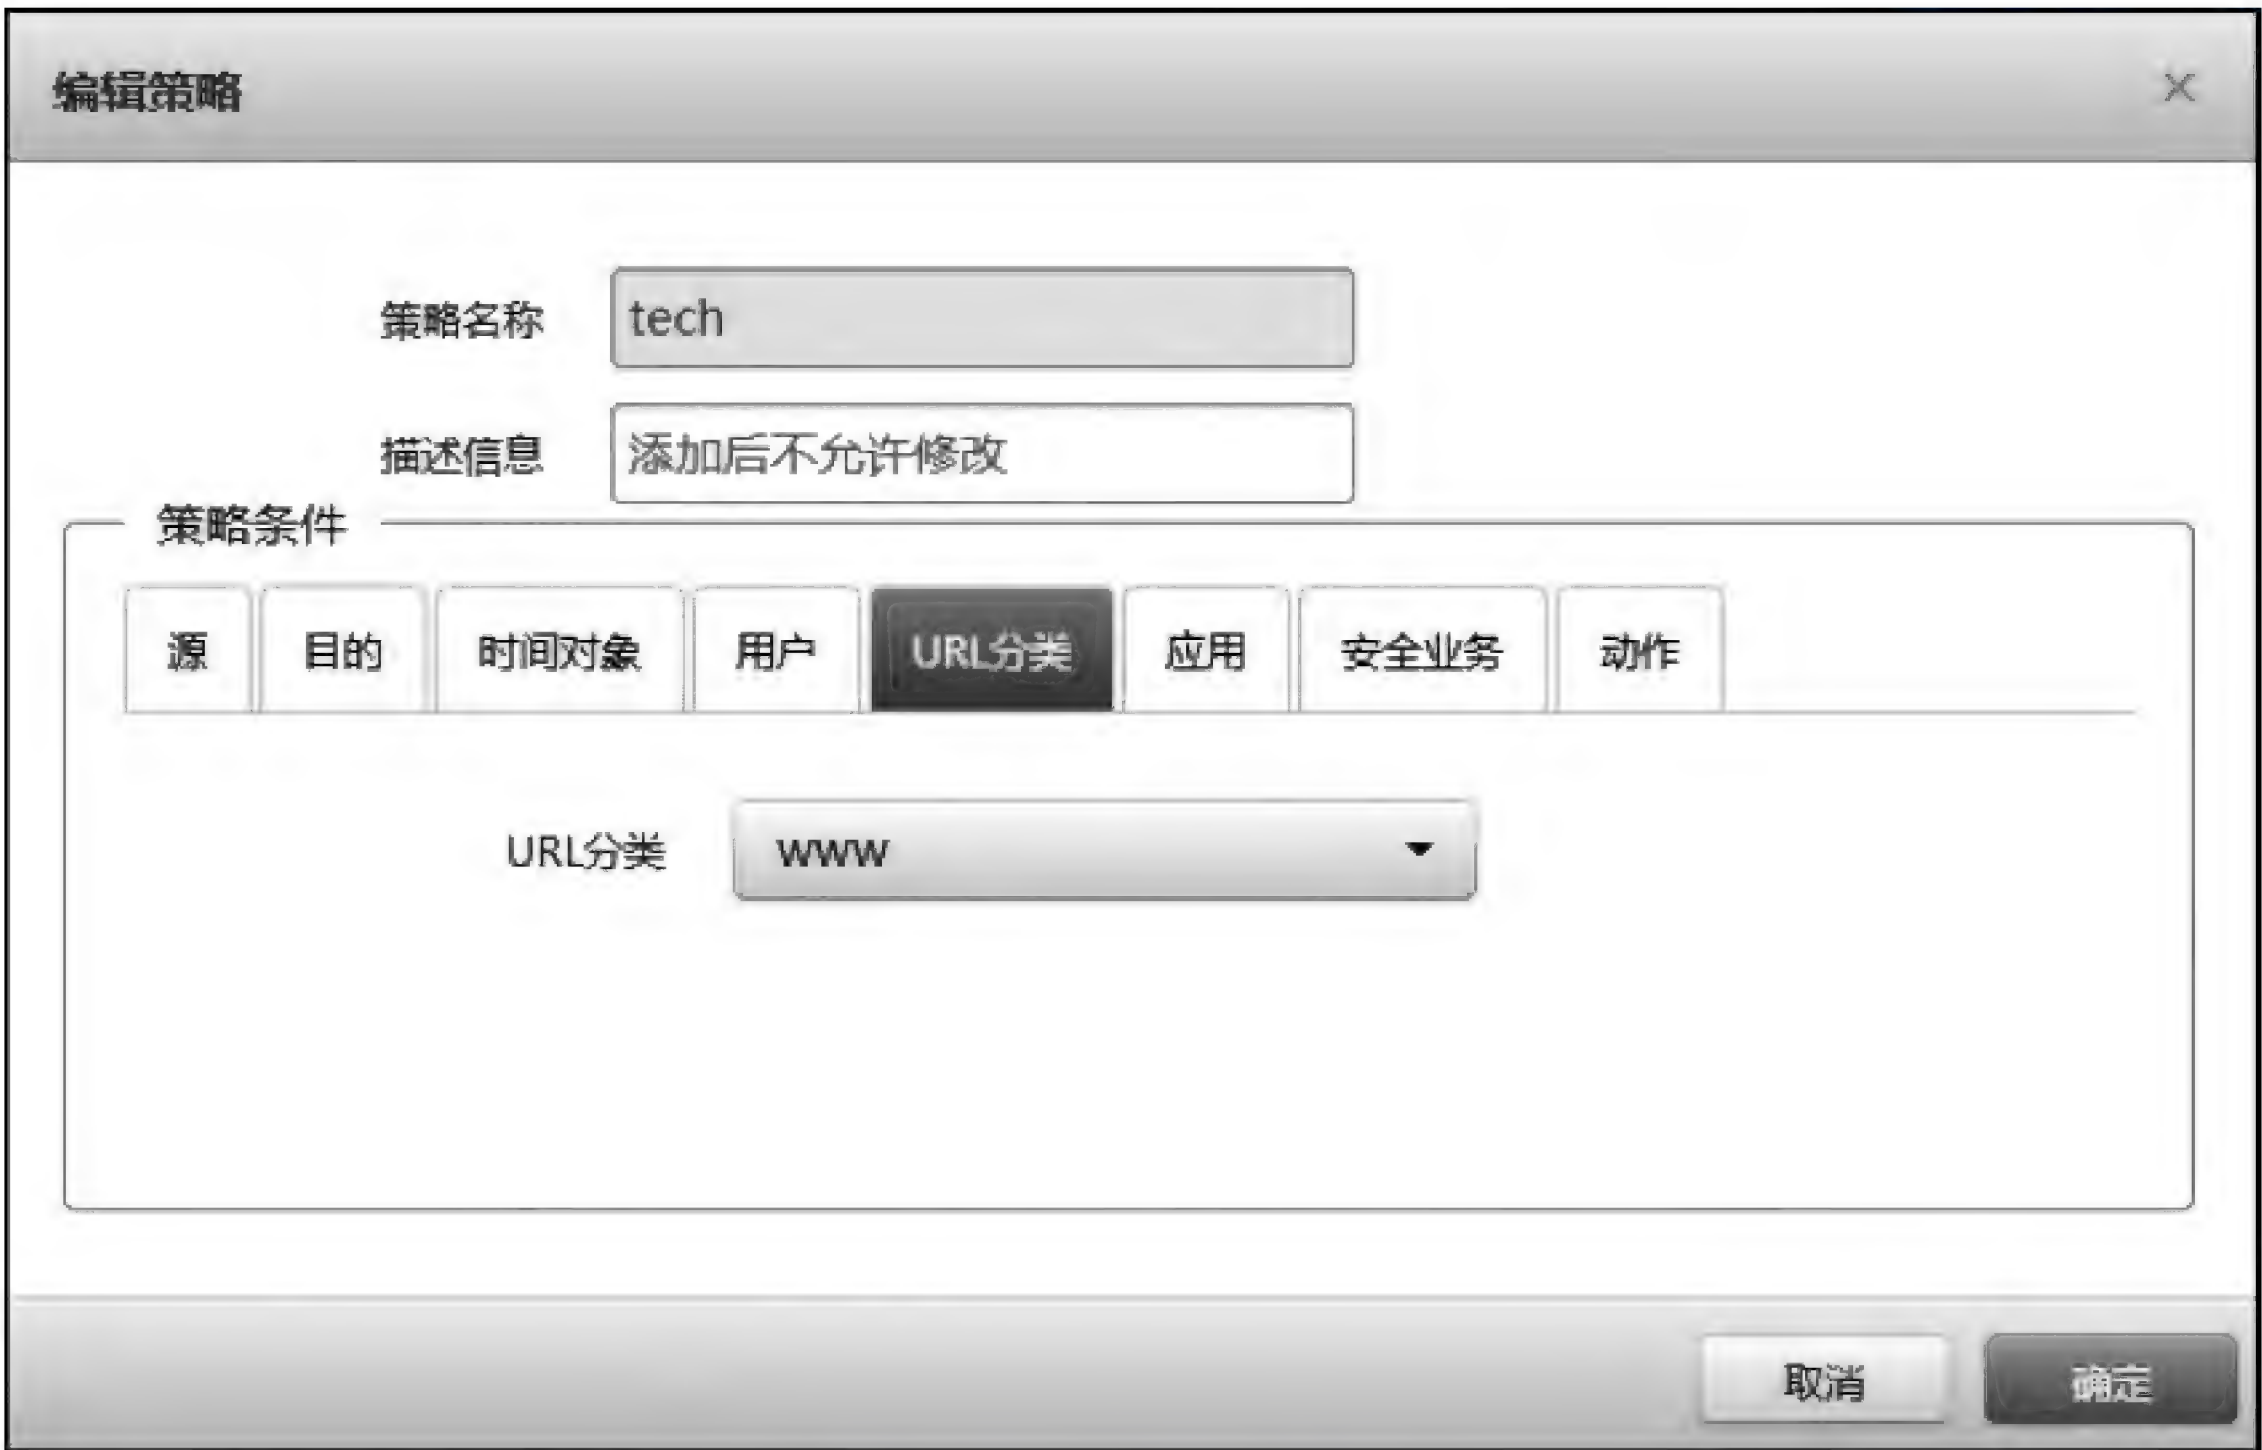 编辑策略
策略名称 tech
描述信息 添加后不允许修改
策略条件
源 目的 时间对象 用户 URL分类 应用 安全业务 动作
URL分类 www
取消 确定